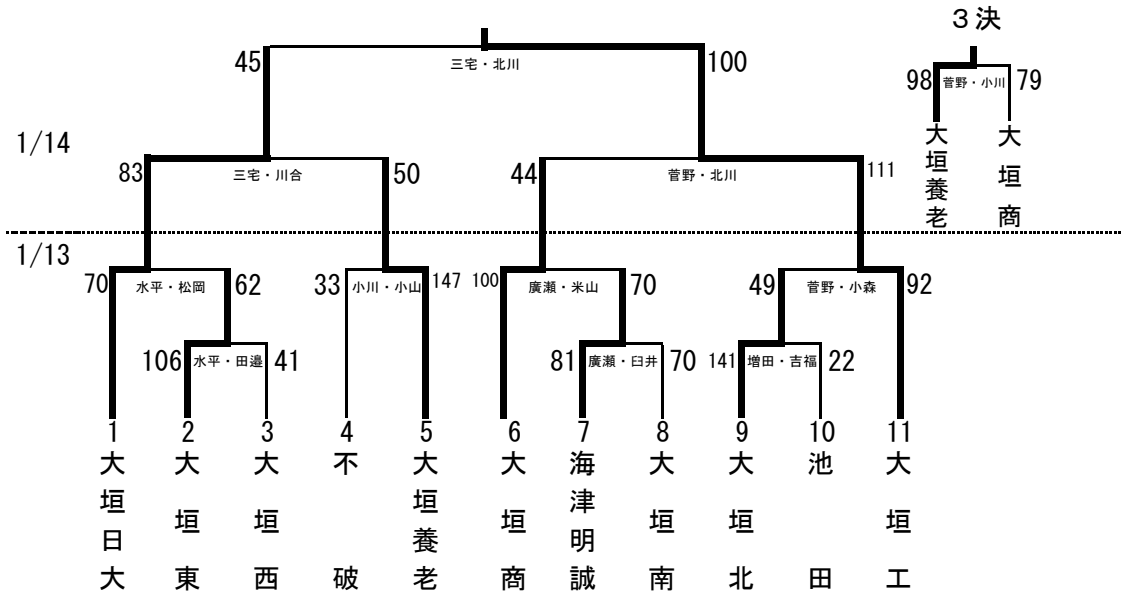 3決
45 三宅・北川 100
98 菅野・小川 79
大垣養老
大垣商
1/14
83 三宅・川合 50
44 菅野・北川 111
1/13
70 水平・松岡 62
33 小川・小山 147
100 廣瀬・米山 70
49 菅野・小森 92
106 水平・田邉 41
81 廣瀬・臼井 70
141 増田・吉福 22
1 2 3 4 5 6 7 8 9 10 11
大垣日大
大垣東
大垣西
不破
大垣養老
大垣商
海津明誠
大垣南
大垣北
池田
大垣工